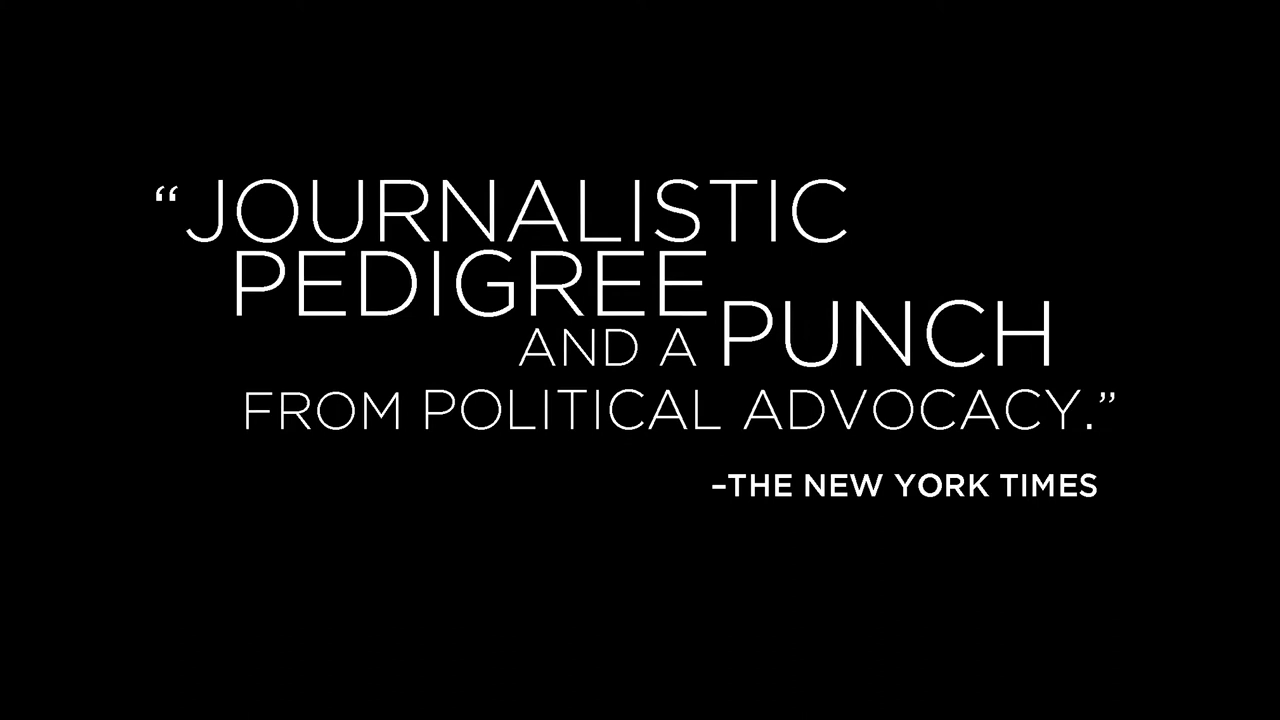 “JOURNALISTIC
PEDIGREE
AND A PUNCH
FROM POLITICAL ADVOCACY.”
–THE NEW YORK TIMES